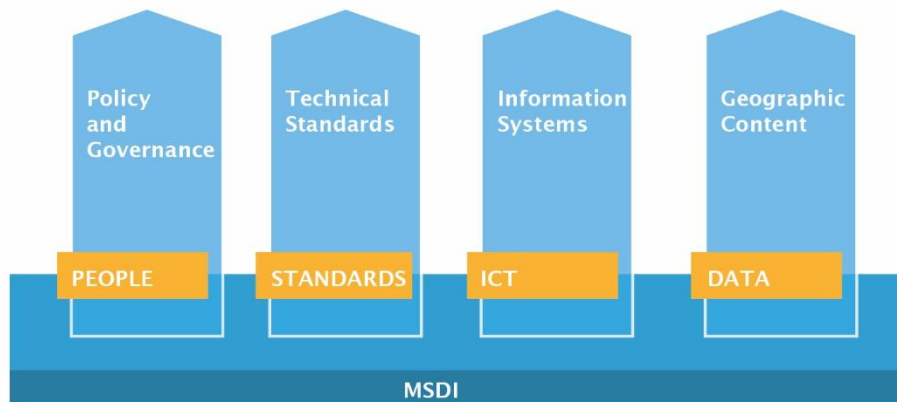 Policy
and
Governance
Technical
Standards
Information
Systems
Geographic
Content
PEOPLE
STANDARDS
ICT
DATA
MSDI